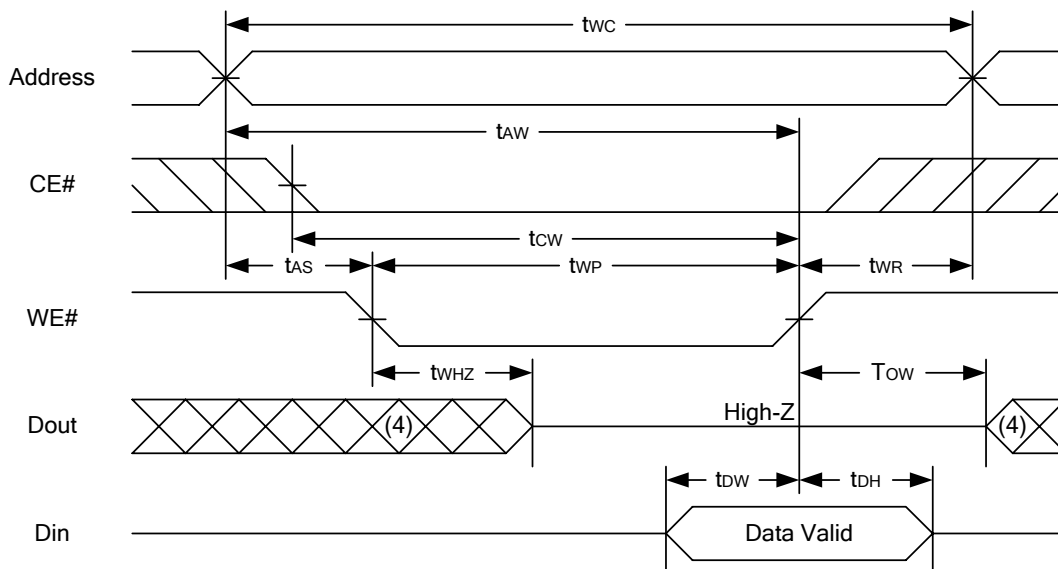 tWC
Address
tAW
CE#
tCW
tAS tWP tWR
WE#
tWHZ TOW
Dout (4) High-Z (4)
tDW tDH
Din Data Valid